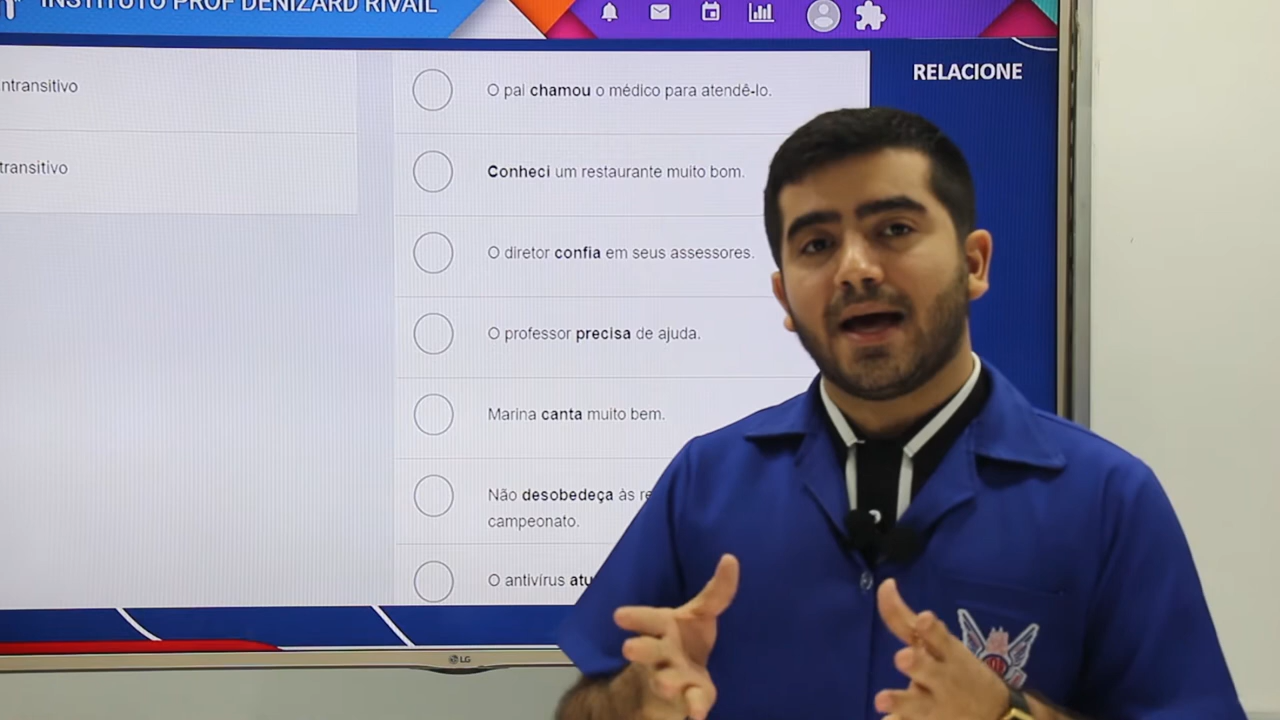 INSTITUTO PROF DENIZARD RIVAIL
RELACIONE
ntransitivo
transitivo
O pai chamou o médico para atendê-lo.
Conheci um restaurante muito bom.
O diretor confia em seus assessores.
O professor precisa de ajuda.
Marina canta muito bem.
Não desobedeça às
campeonato.
O antivírus
LG